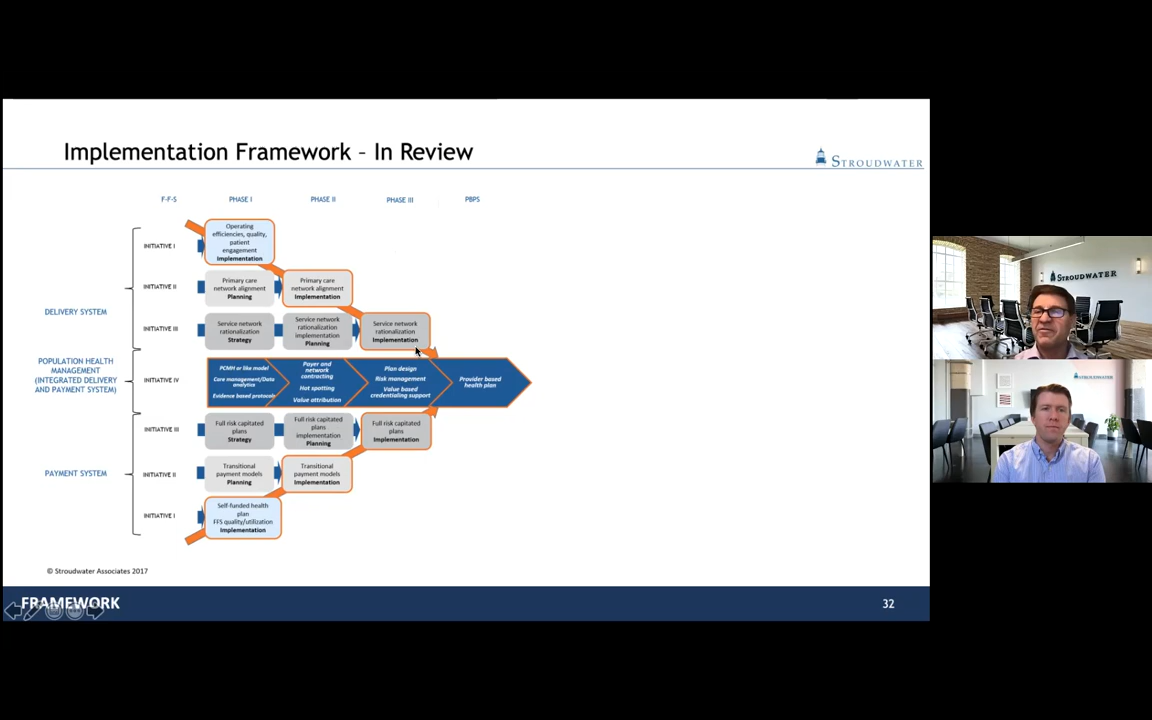 Implementation Framework – In Review
STROUDWATER
F-F-S
PHASE I
PHASE II
PHASE III
PBPS
INITIATIVE I
Operating
efficiencies, quality,
patient
engagement
Implementation
INITIATIVE II
Primary care
network alignment
Planning
Primary care
network alignment
Implementation
DELIVERY SYSTEM
INITIATIVE III
Service network
rationalization
Strategy
Service network
rationalization
implementation
Planning
Service network
rationalization
Implementation
POPULATION HEALTH
MANAGEMENT
(INTEGRATED DELIVERY
AND PAYMENT SYSTEM)
INITIATIVE IV
PCMH or like model
Care management/Data
analytics
Evidence based protocols
Payer and
network
contracting
Hot spotting
Value attribution
Plan design
Risk management
Value based
credentialing support
Provider based
health plan
INITIATIVE III
Full risk capitated
plans
Strategy
Full risk capitated
plans
implementation
Planning
Full risk capitated
plans
Implementation
PAYMENT SYSTEM
INITIATIVE II
Transitional
payment models
Planning
Transitional
payment models
Implementation
INITIATIVE I
Self-funded health
plan
FFS quality/utilization
Implementation
© Stroudwater Associates 2017
FRAMEWORK
32
STROUDWATER
STROUDWATER